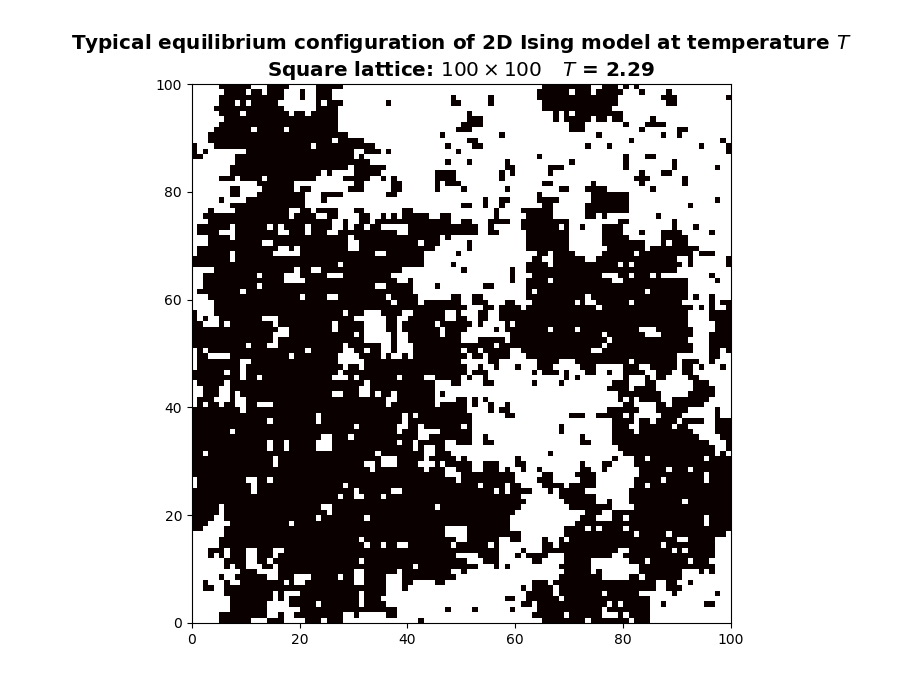 Typical equilibrium configuration of 2D Ising model at temperature T
Square lattice: 100 × 100 T = 2.29
100
80
60
40
20
0
0 20 40 60 80 100